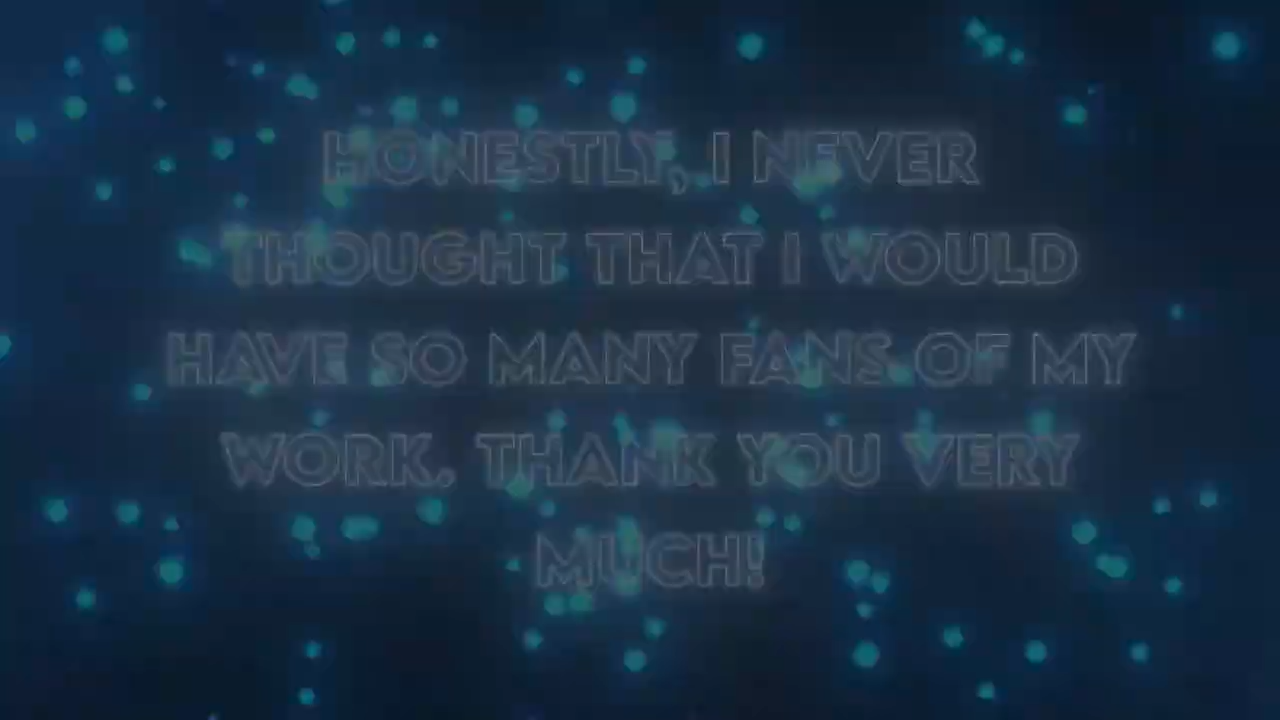 HONESTLY, I NEVER
THOUGHT THAT I WOULD
HAVE SO MANY FANS OF MY
WORK. THANK YOU VERY
MUCH!